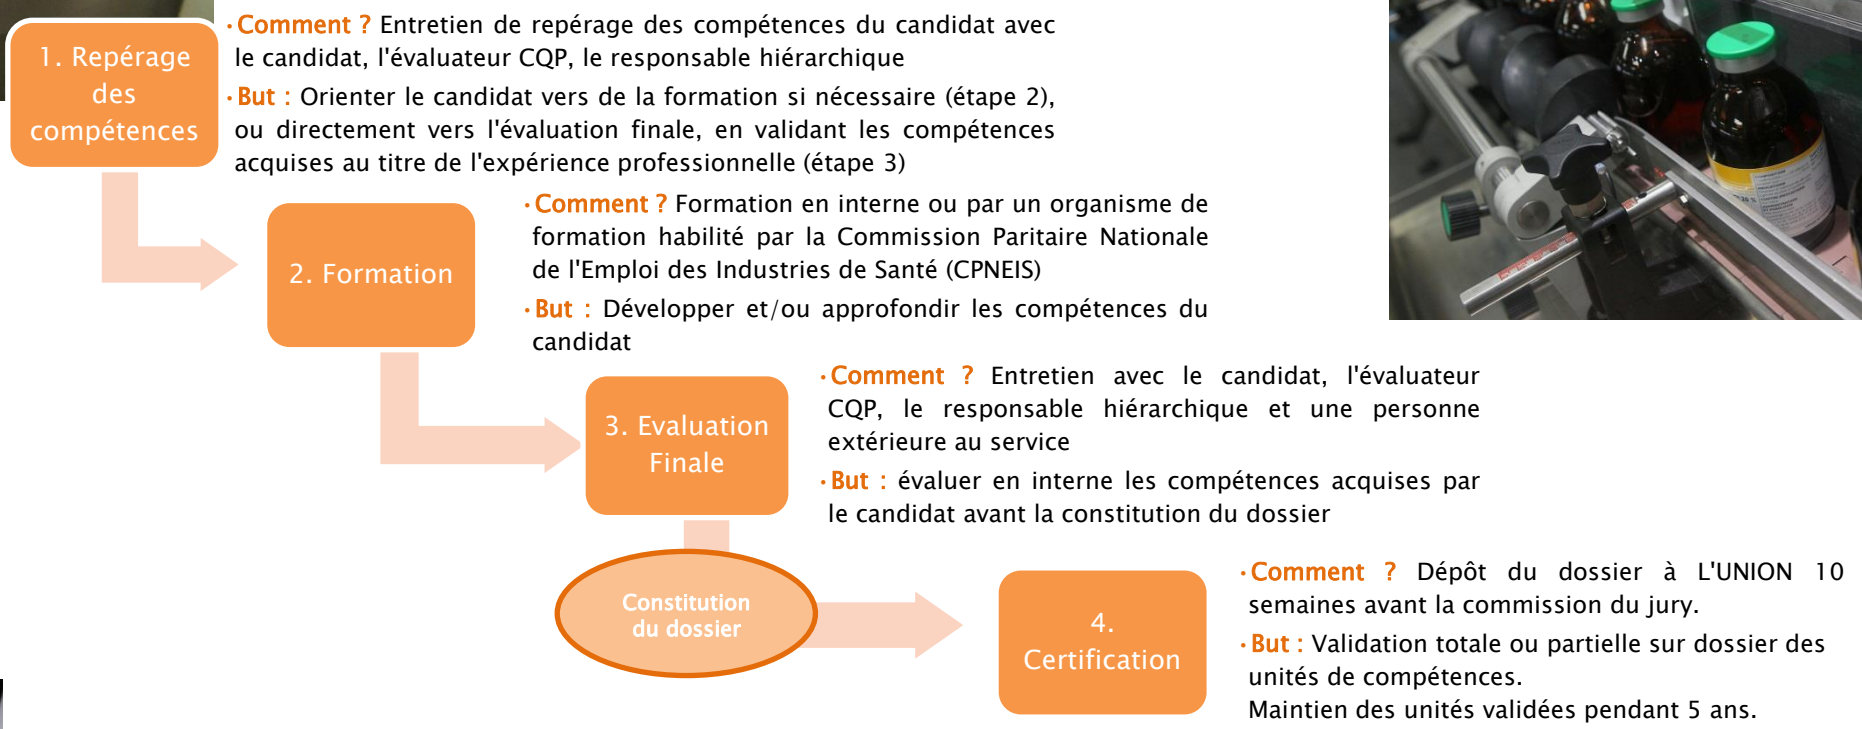 1. Repérage
des
compétences
·Comment ? Entretien de repérage des compétences du candidat avec
le candidat, l'évaluateur CQP, le responsable hiérarchique
·But : Orienter le candidat vers de la formation si nécessaire (étape 2),
ou directement vers l'évaluation finale, en validant les compétences
acquises au titre de l'expérience professionnelle (étape 3)
2. Formation
·Comment ? Formation en interne ou par un organisme de
formation habilité par la Commission Paritaire Nationale
de l'Emploi des Industries de Santé (CPNEIS)
·But : Développer et/ou approfondir les compétences du
candidat
3. Evaluation
Finale
·Comment ? Entretien avec le candidat, l'évaluateur
CQP, le responsable hiérarchique et une personne
extérieure au service
·But : évaluer en interne les compétences acquises par
le candidat avant la constitution du dossier
Constitution
du dossier
4.
Certification
·Comment ? Dépôt du dossier à L'UNION 10
semaines avant la commission du jury.
·But : Validation totale ou partielle sur dossier des
unités de compétences.
Maintien des unités validées pendant 5 ans.